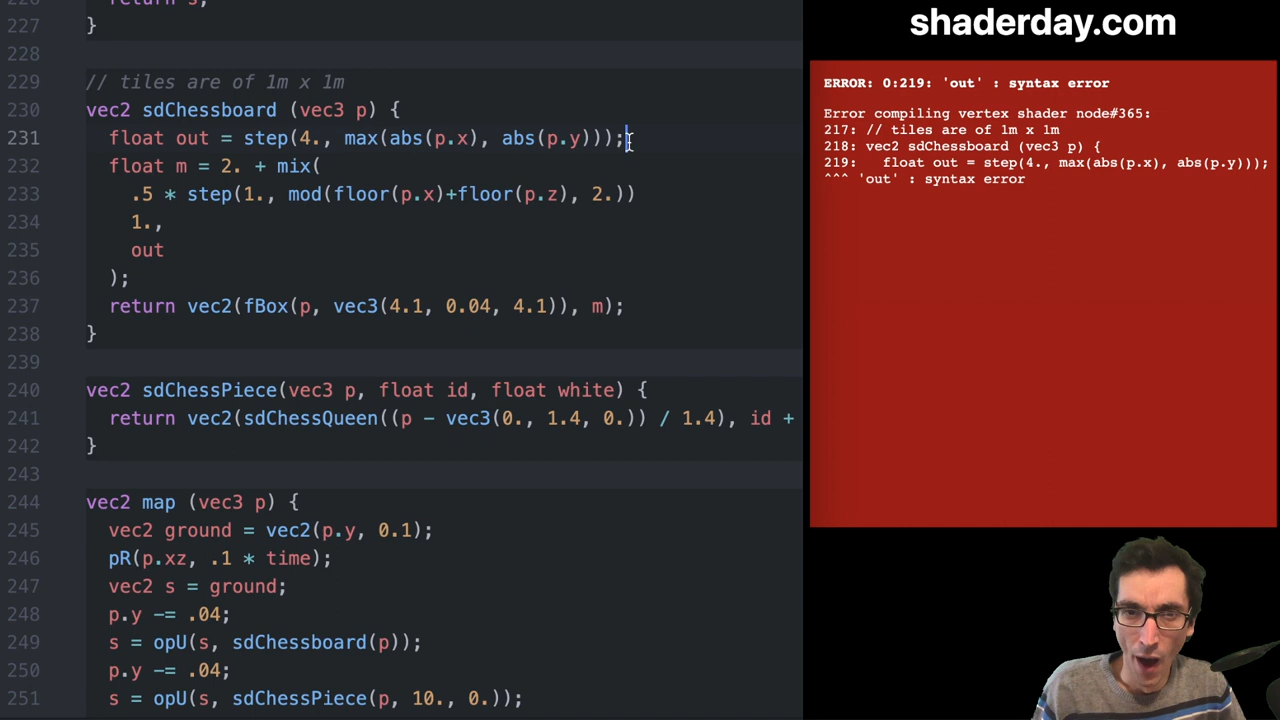 226   return s;
227 }
228
229 // tiles are of 1m x 1m
230 vec2 sdChessboard (vec3 p) {
231   float out = step(4., max(abs(p.x), abs(p.y)));
232   float m = 2. + mix(
233     .5 * step(1., mod(floor(p.x)+floor(p.z), 2.))
234     1.,
235     out
236   );
237   return vec2(fBox(p, vec3(4.1, 0.04, 4.1)), m);
238 }
239
240 vec2 sdChessPiece(vec3 p, float id, float white) {
241   return vec2(sdChessQueen((p - vec3(0., 1.4, 0.)) / 1.4), id +
242 }
243
244 vec2 map (vec3 p) {
245   vec2 ground = vec2(p.y, 0.1);
246   pR(p.xz, .1 * time);
247   vec2 s = ground;
248   p.y -= .04;
249   s = opU(s, sdChessboard(p));
250   p.y -= .04;
251   s = opU(s, sdChessPiece(p, 10., 0.));
shaderday.com
ERROR: 0:219: 'out' : syntax error
Error compiling vertex shader node#365:
217: // tiles are of 1m x 1m
218: vec2 sdChessboard (vec3 p) {
219:   float out = step(4., max(abs(p.x), abs(p.y)));
^^^ 'out' : syntax error